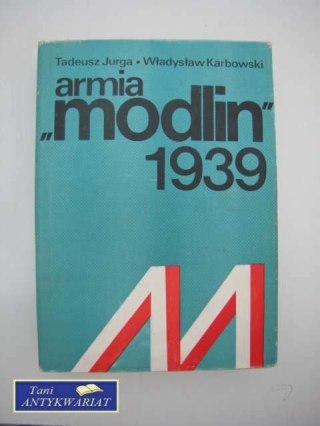 Tadeusz Jurga • Władysław Karbowski
armia
„modlin”
1939
M
Tani
ANTYKWARIAT